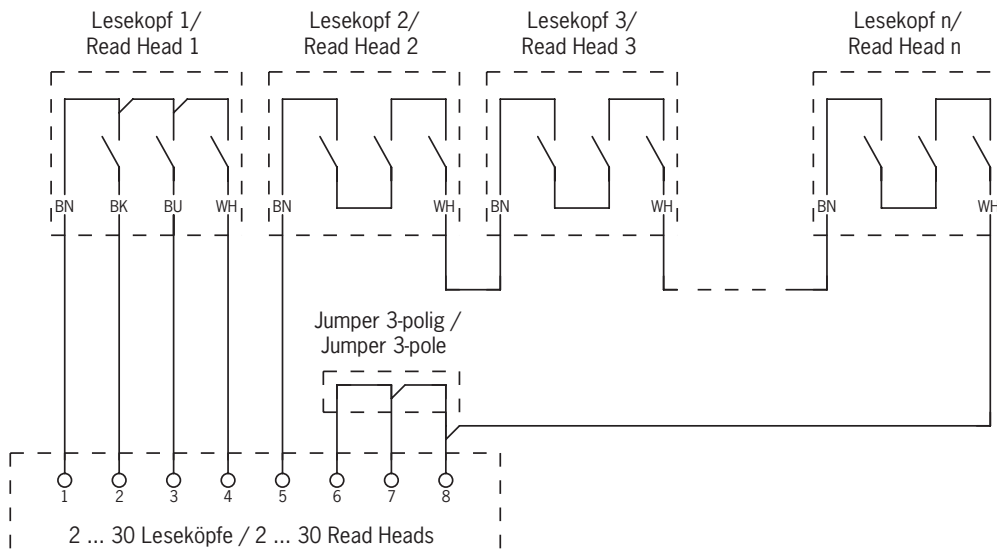 Lesekopf 1/
Read Head 1
Lesekopf 2/
Read Head 2
Lesekopf 3/
Read Head 3
Lesekopf n/
Read Head n
BN BK BU WH BN WH BN WH BN WH
Jumper 3-polig /
Jumper 3-pole
1 2 3 4 5 6 7 8
2 ... 30 Leseköpfe / 2 ... 30 Read Heads